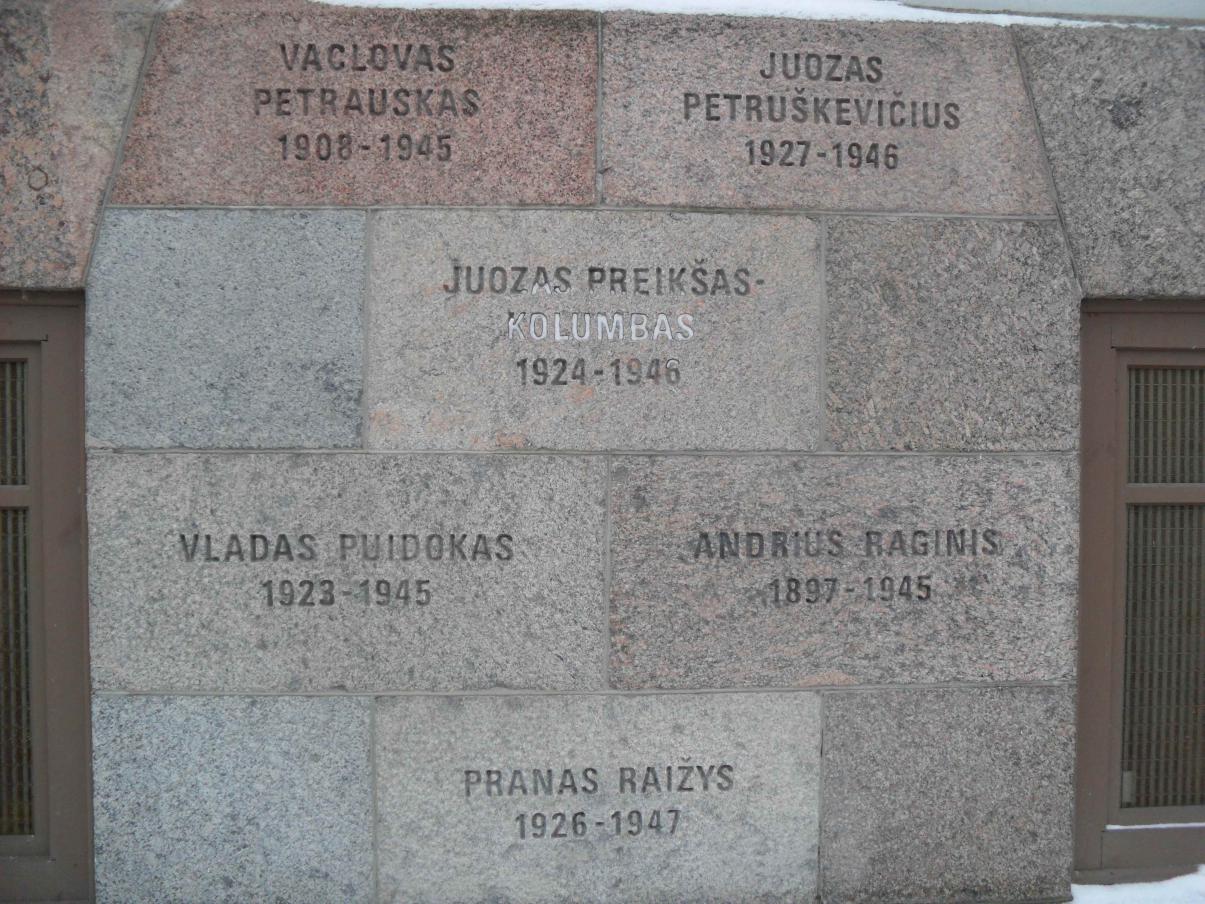 VACLOVAS
PETRAUSKAS
1908-1945
JUOZAS
PETRUŠKEVIČIUS
1927-1946
JUOZAS PREIKŠAS-
KOLUMBAS
1924-1946
VLADAS PUIDOKAS
1923-1945
ANDRIUS RAGINIS
1897-1945
PRANAS RAIŽYS
1926-1947